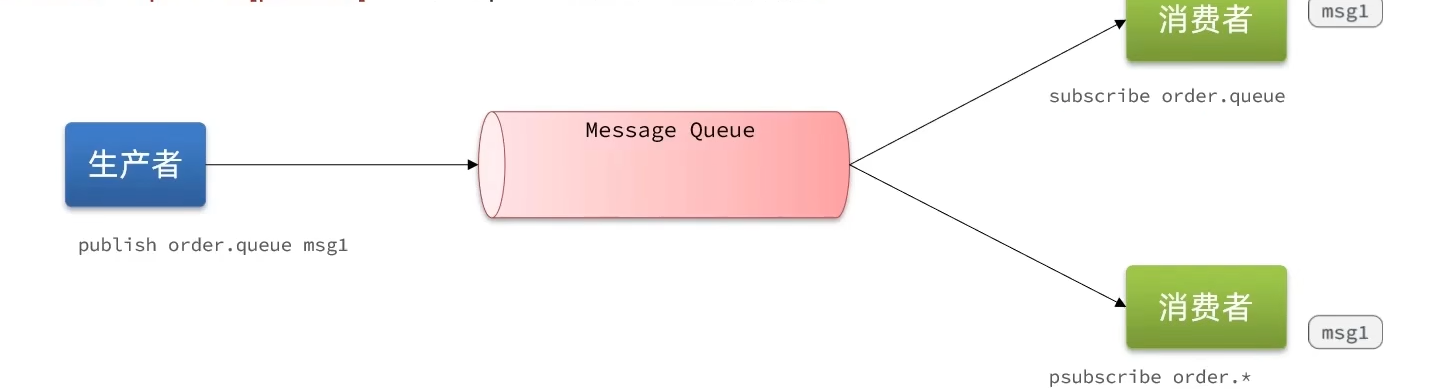 消费者
msg1
subscribe order.queue
Message Queue
生产者
publish order.queue msg1
消费者
msg1
psubscribe order.*